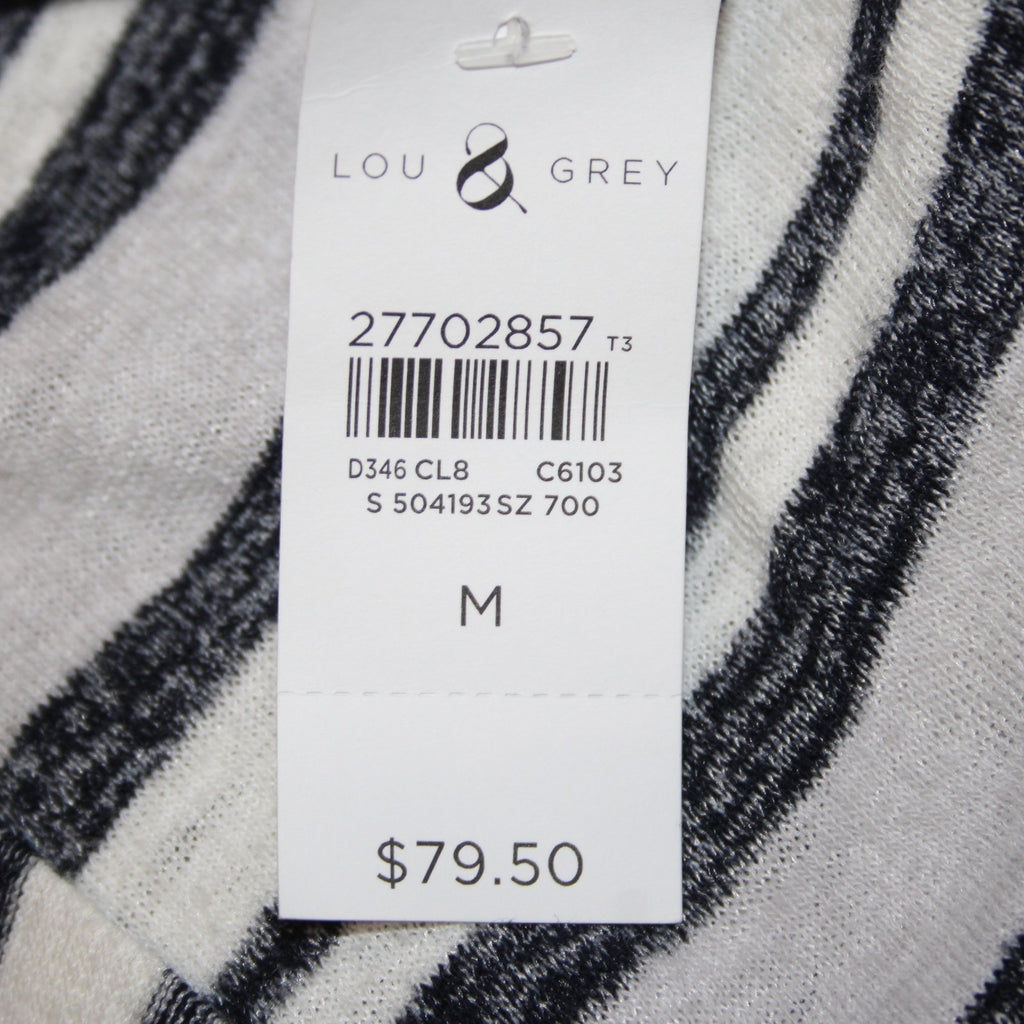 LOU & GREY
27702857 T3
D346 CL8 C6103
S 504193 SZ 700
M
$79.50